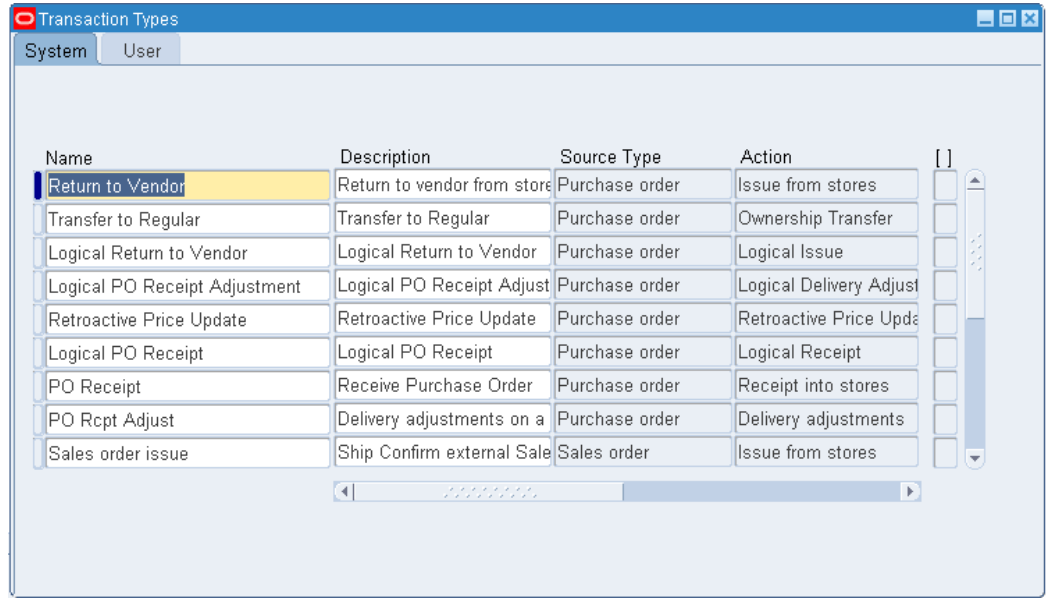 Transaction Types
System User
Name Description Source Type Action [ ]
Return to Vendor Return to vendor from store Purchase order Issue from stores
Transfer to Regular Transfer to Regular Purchase order Ownership Transfer
Logical Return to Vendor Logical Return to Vendor Purchase order Logical Issue
Logical PO Receipt Adjustment Logical PO Receipt Adjust Purchase order Logical Delivery Adjust
Retroactive Price Update Retroactive Price Update Purchase order Retroactive Price Upda
Logical PO Receipt Logical PO Receipt Purchase order Logical Receipt
PO Receipt Receive Purchase Order Purchase order Receipt into stores
PO Rcpt Adjust Delivery adjustments on a Purchase order Delivery adjustments
Sales order issue Ship Confirm external Sale Sales order Issue from stores